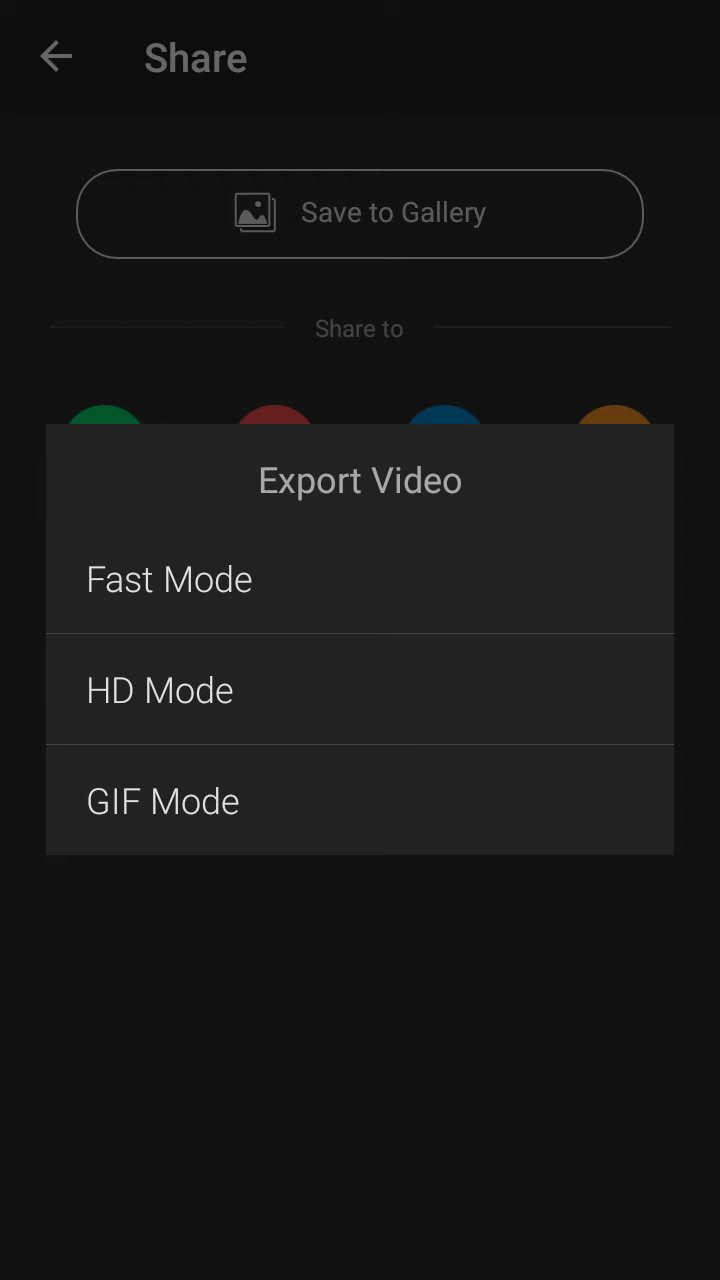 Share
Save to Gallery
Share to
Export Video
Fast Mode
HD Mode
GIF Mode